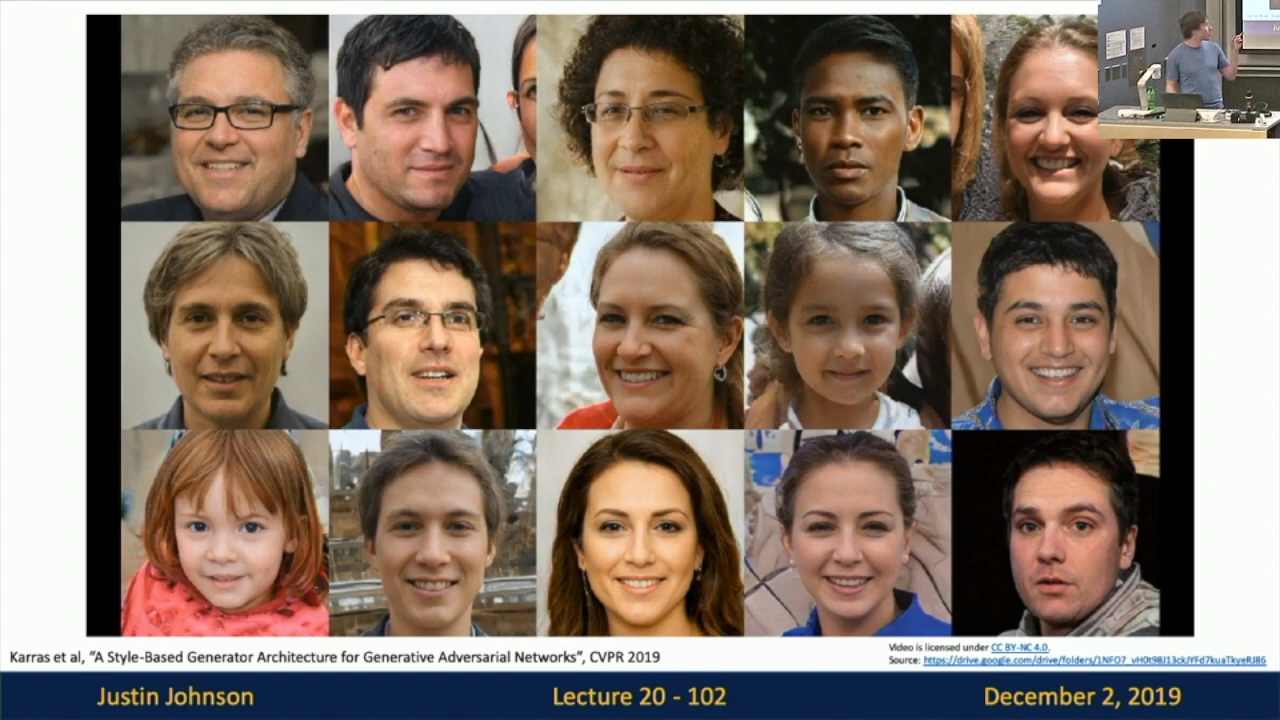 Karras et al, “A Style-Based Generator Architecture for Generative Adversarial Networks”, CVPR 2019
Video is licensed under CC BY-NC 4.0.
Source:
Justin Johnson
Lecture 20 - 102
December 2, 2019